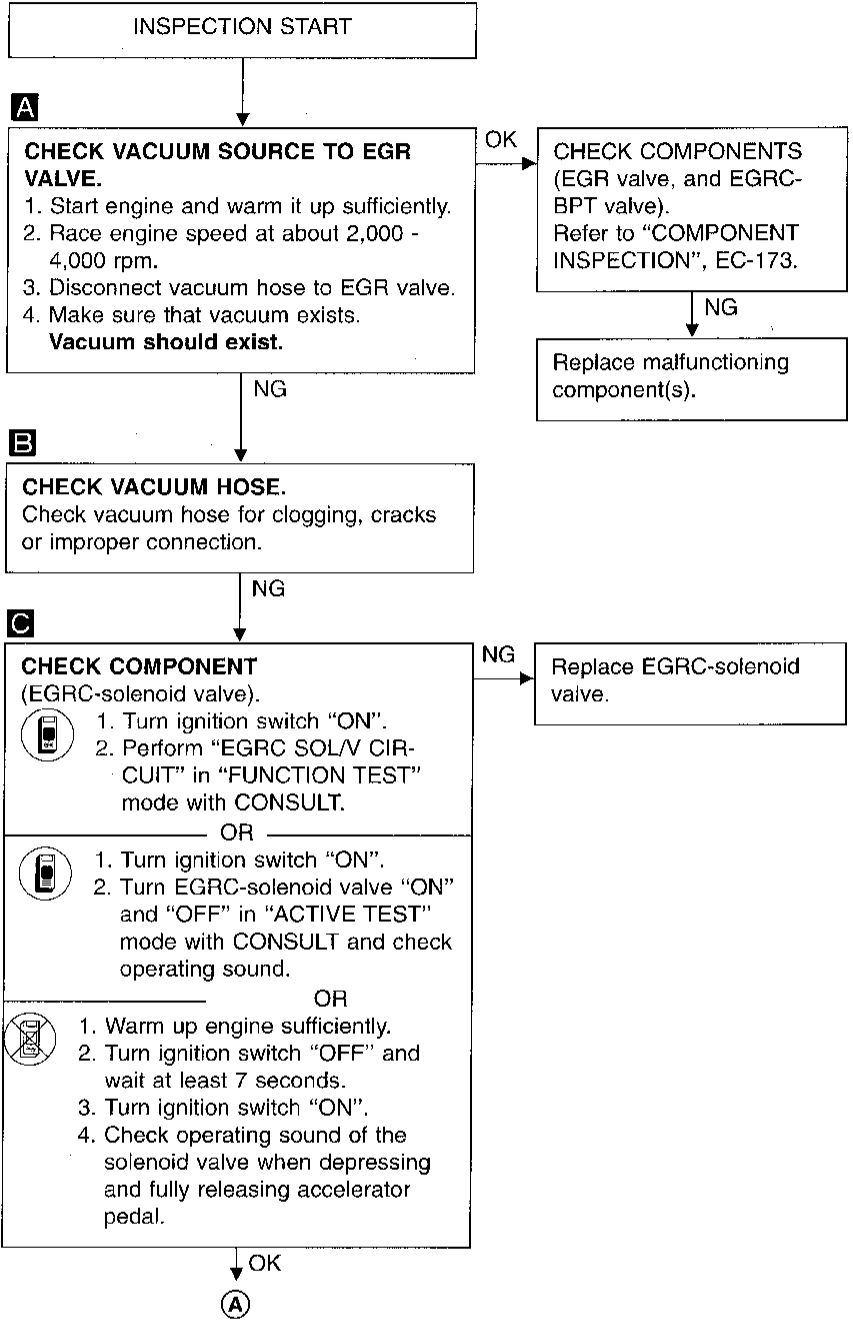 INSPECTION START
A
CHECK VACUUM SOURCE TO EGR
VALVE.
1. Start engine and warm it up sufficiently.
2. Race engine speed at about 2,000 -
4,000 rpm.
3. Disconnect vacuum hose to EGR valve.
4. Make sure that vacuum exists.
Vacuum should exist.
OK
CHECK COMPONENTS
(EGR valve, and EGRC-
BPT valve).
Refer to “COMPONENT
INSPECTION”, EC-173.
NG
Replace malfunctioning
component(s).
NG
B
CHECK VACUUM HOSE.
Check vacuum hose for clogging, cracks
or improper connection.
NG
C
CHECK COMPONENT
(EGRC-solenoid valve).
1. Turn ignition switch “ON”.
2. Perform “EGRC SOL/V CIR-
CUIT” in “FUNCTION TEST”
mode with CONSULT.
OR
1. Turn ignition switch “ON”.
2. Turn EGRC-solenoid valve “ON”
and “OFF” in “ACTIVE TEST”
mode with CONSULT and check
operating sound.
OR
1. Warm up engine sufficiently.
2. Turn ignition switch “OFF” and
wait at least 7 seconds.
3. Turn ignition switch “ON”.
4. Check operating sound of the
solenoid valve when depressing
and fully releasing accelerator
pedal.
NG
Replace EGRC-solenoid
valve.
OK
A